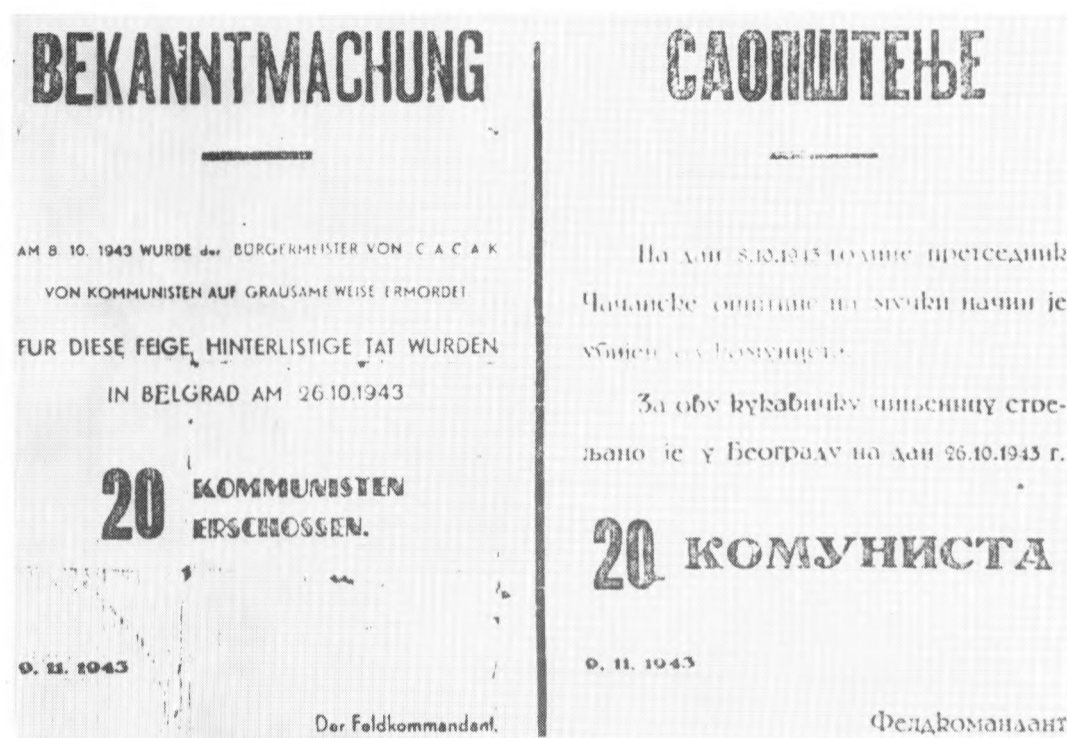 BEKANNTMACHUNG
AM 8. 10. 1943 WURDE der BÜRGERMEISTER VON C A C A K
VON KOMMUNISTEN AUF GRAUSAME WEISE ERMORDET
FUR DIESE FEIGE, HINTERLISTIGE TAT WURDEN
IN BELGRAD AM 26.10.1943
20 KOMMUNISTEN
ERSCHOSSEN.
9. 11. 1943
Der Feldkommandant.
САОПШТЕЊЕ
На дан 8.10.1943 године претседник
Чачанске општине на мучки начин је
убијен од комуниста.
За ову кукавичку чињеницу стре-
љано је у Београду на дан 26.10.1943 г.
20 КОМУНИСТА
9. 11. 1943
Фелдкомандант